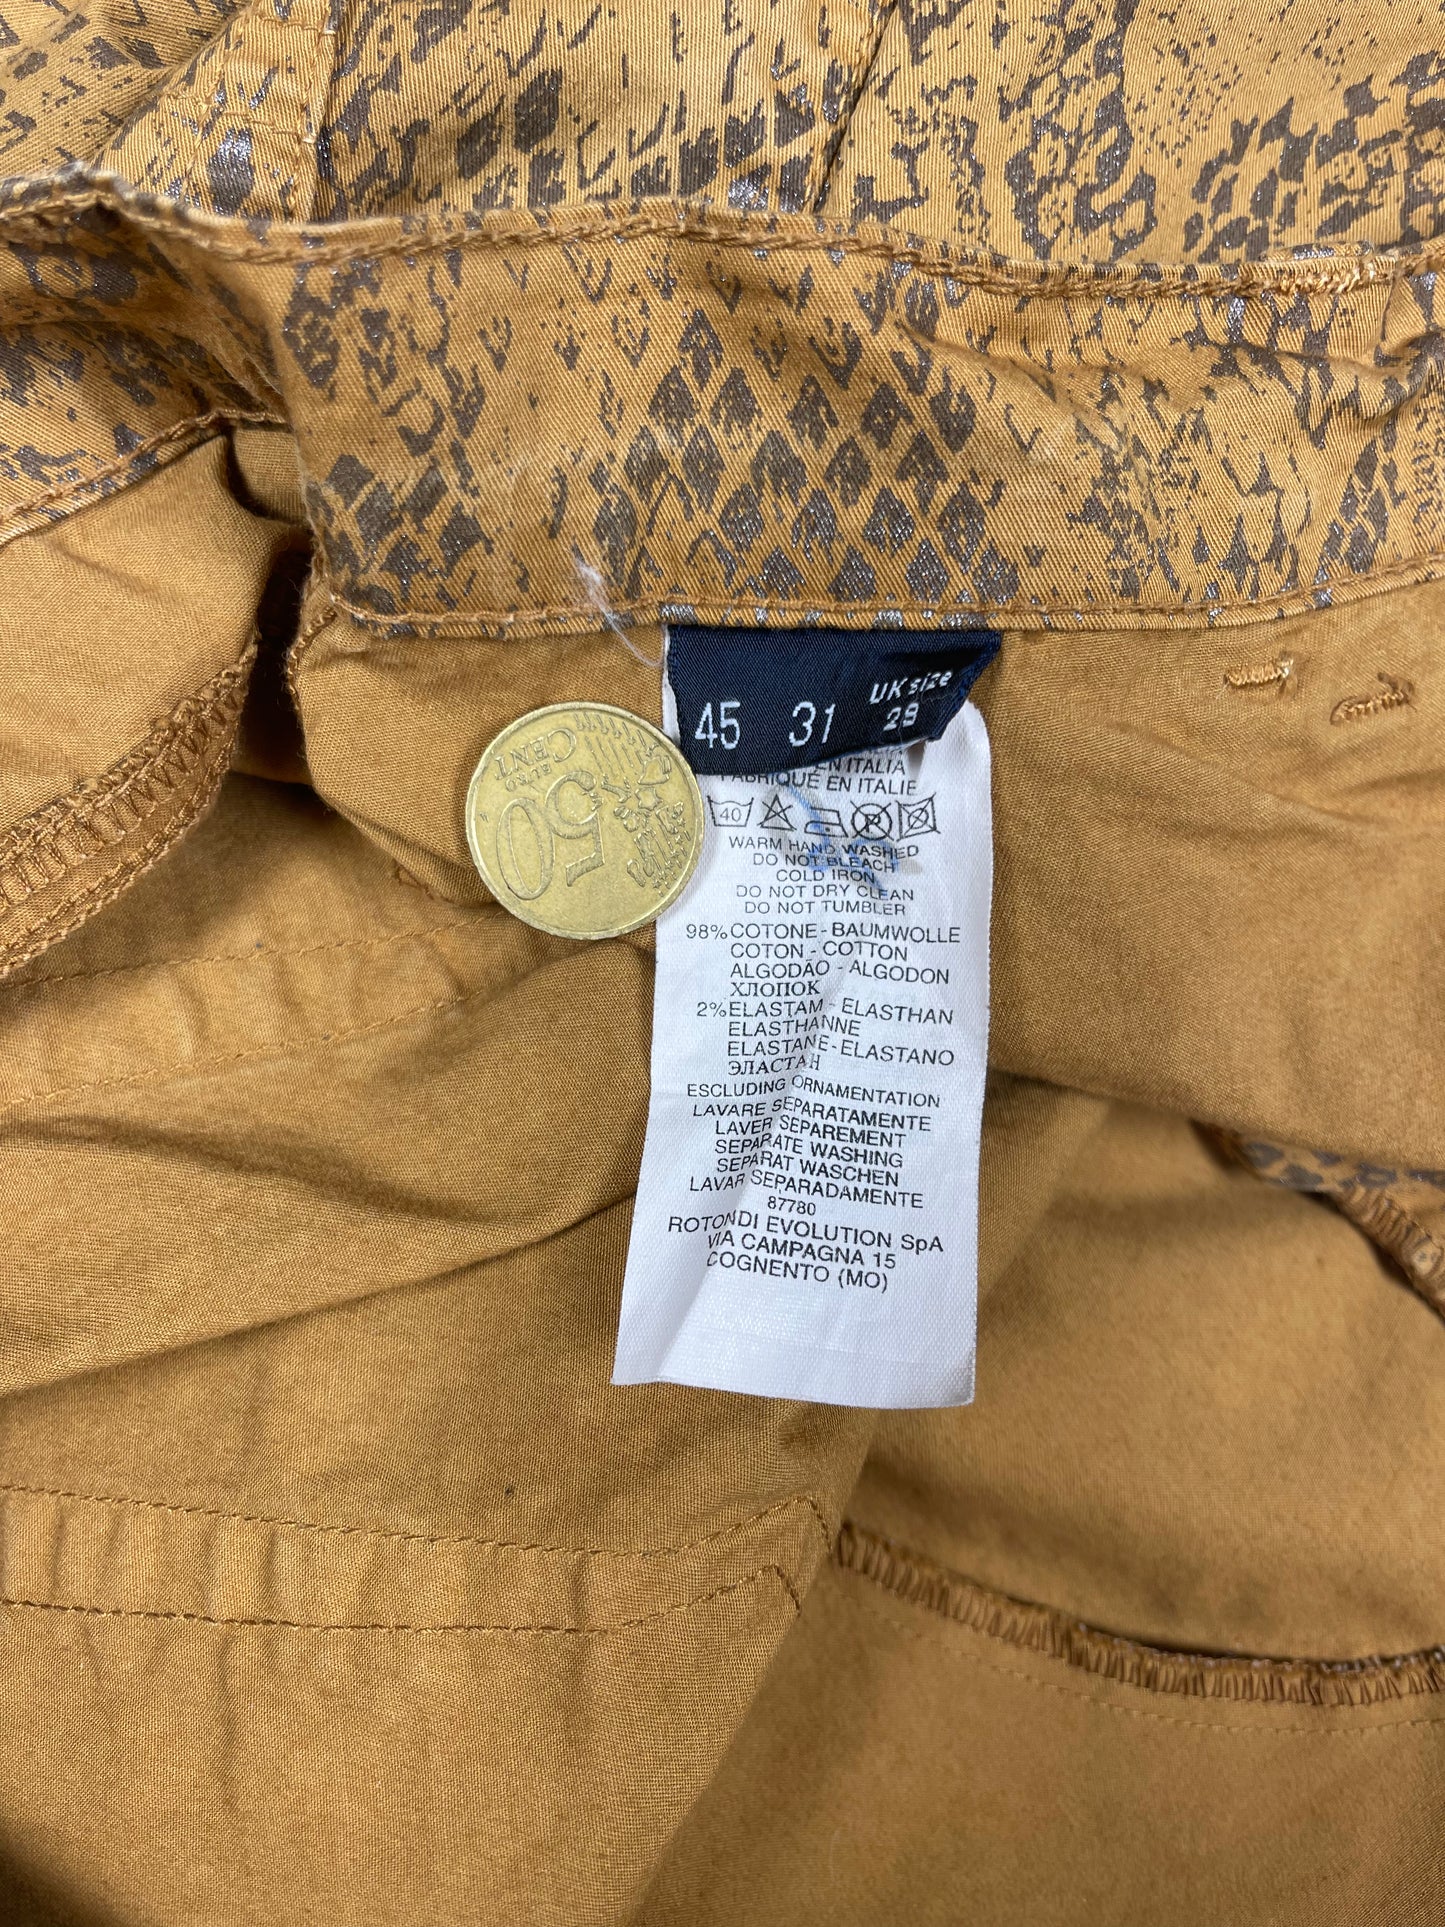 UK size
45 31 28
EN ITALIA
FABRIQUÉ EN ITALIE
40 P
WARM HAND WASHED
DO NOT BLEACH
COLD IRON
DO NOT DRY CLEAN
DO NOT TUMBLER
98% COTONE - BAUMWOLLE
COTON - COTTON
ALGODÃO - ALGODON
ХЛОПОК
2% ELASTAM - ELASTHAN
ELASTHANNE
ELASTANE - ELASTANO
ЭЛАСТАН
ESCLUDING ORNAMENTATION
LAVARE SEPARATAMENTE
LAVER SEPAREMENT
SEPARATE WASHING
SEPARAT WASCHEN
LAVAR SEPARADAMENTE
87780
ROTONDI EVOLUTION SpA
VIA CAMPAGNA 15
COGNENTO (MO)
50
EURO
CENT